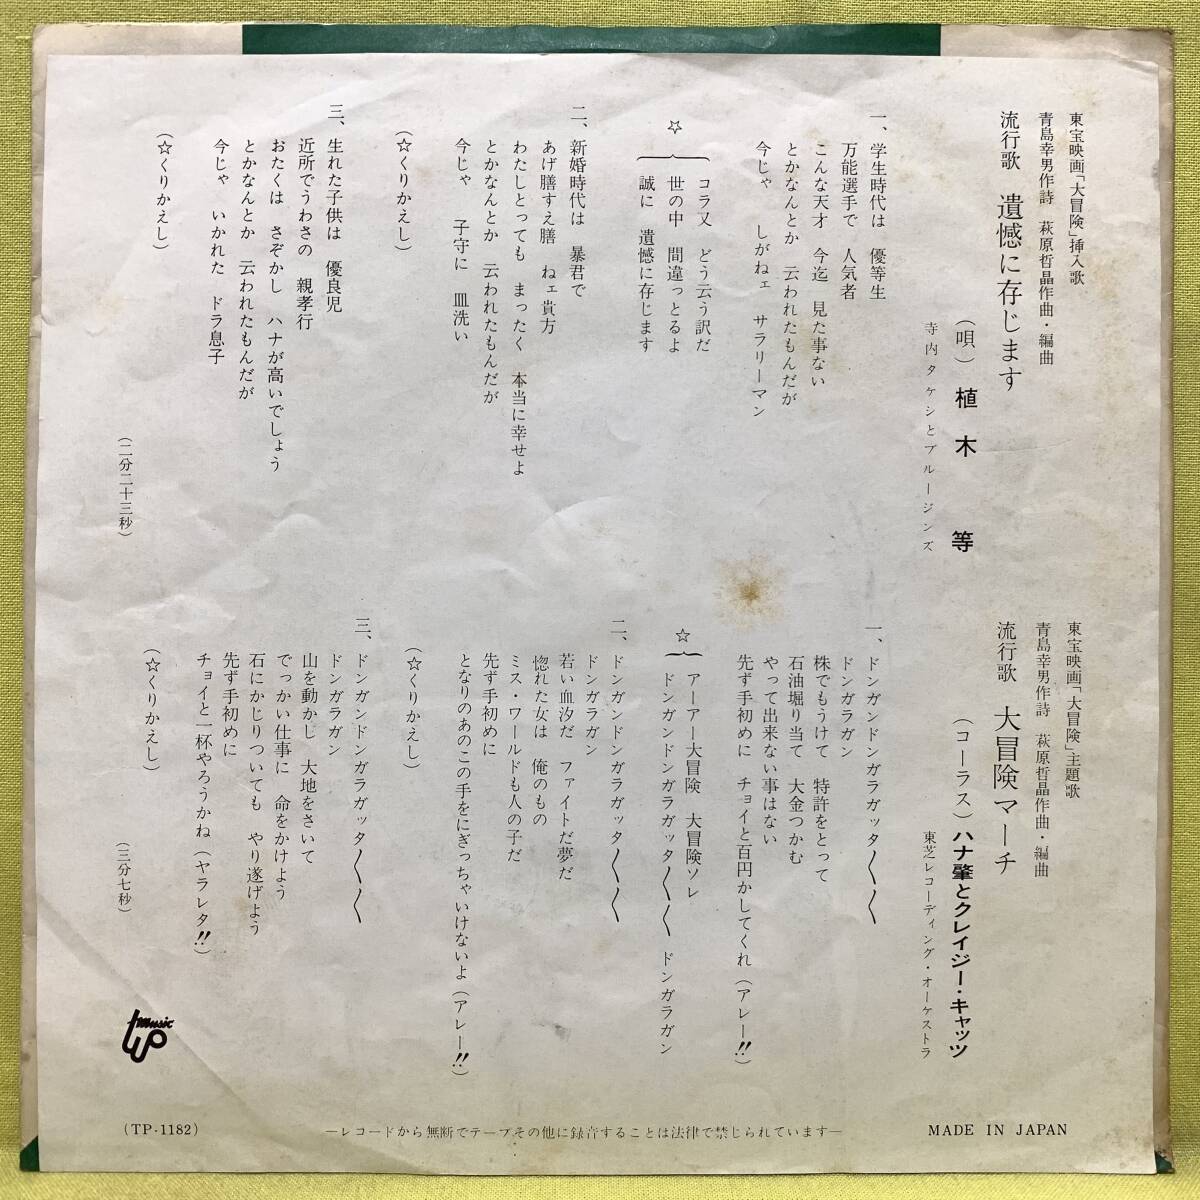 東宝映画「大冒険」挿入歌
青島幸男作詩　萩原哲晶作曲・編曲
流行歌　遺憾に存じます
(唄)　植木　等
寺内タケシとブルージンズ
一、学生時代は　優等生
万能選手で　人気者
こんな天才　今迄　見た事ない
とかなんとか　云われたもんだが
今じゃ　しがねェ　サラリーマン
☆
コラ又　どう云う訳だ
世の中　間違っとるよ
誠に　遺憾に存じます
二、新婚時代は　暴君で
あげ膳すえ膳　ねェ貴方
わたしとっても　まったく　本当に幸せよ
とかなんとか　云われたもんだが
今じゃ　子守に　皿洗い
(☆くりかえし)
三、生れた子供は　優良児
近所でうわさの　親孝行
おたくは　さぞかし　ハナが高いでしょう
とかなんとか　云われたもんだが
今じゃ　いかれた　ドラ息子
(☆くりかえし)
(二分二十三秒)
東宝映画「大冒険」主題歌
青島幸男作詩　萩原哲晶作曲・編曲
流行歌　大冒険マーチ
(コーラス)ハナ肇とクレイジー・キャッツ
東芝レコーディング・オーケストラ
一、ドンガンドンガラガッタ〱〱
ドンガラガン
株でもうけて　特許をとって
石油堀り当て　大金つかむ
やって出来ない事はない
先ず手初めに　チョイと百円かしてくれ(アレー!!)
☆
アーアー大冒険　大冒険ソレ
ドンガンドンガラガッタ〱〱　ドンガラガン
二、ドンガンドンガラガッタ〱〱
ドンガラガン
若い血汐だ　ファイトだ夢だ
惚れた女は　俺のもの
ミス・ワールドも人の子だ
先ず手初めに
となりのあのこの手をにぎっちゃいけないよ(アレー!!)
(☆くりかえし)
三、ドンガンドンガラガッタ〱〱
ドンガラガン
山を動かし　大地をさいて
でっかい仕事に　命をかけよう
石にかじりついても　やり遂げよう
先ず手初めに
チョイと一杯やろうかね(ヤラレタ!!)
(☆くりかえし)
(三分七秒)
music
(TP-1182)
―レコードから無断でテープその他に録音することは法律で禁じられています―
MADE IN JAPAN